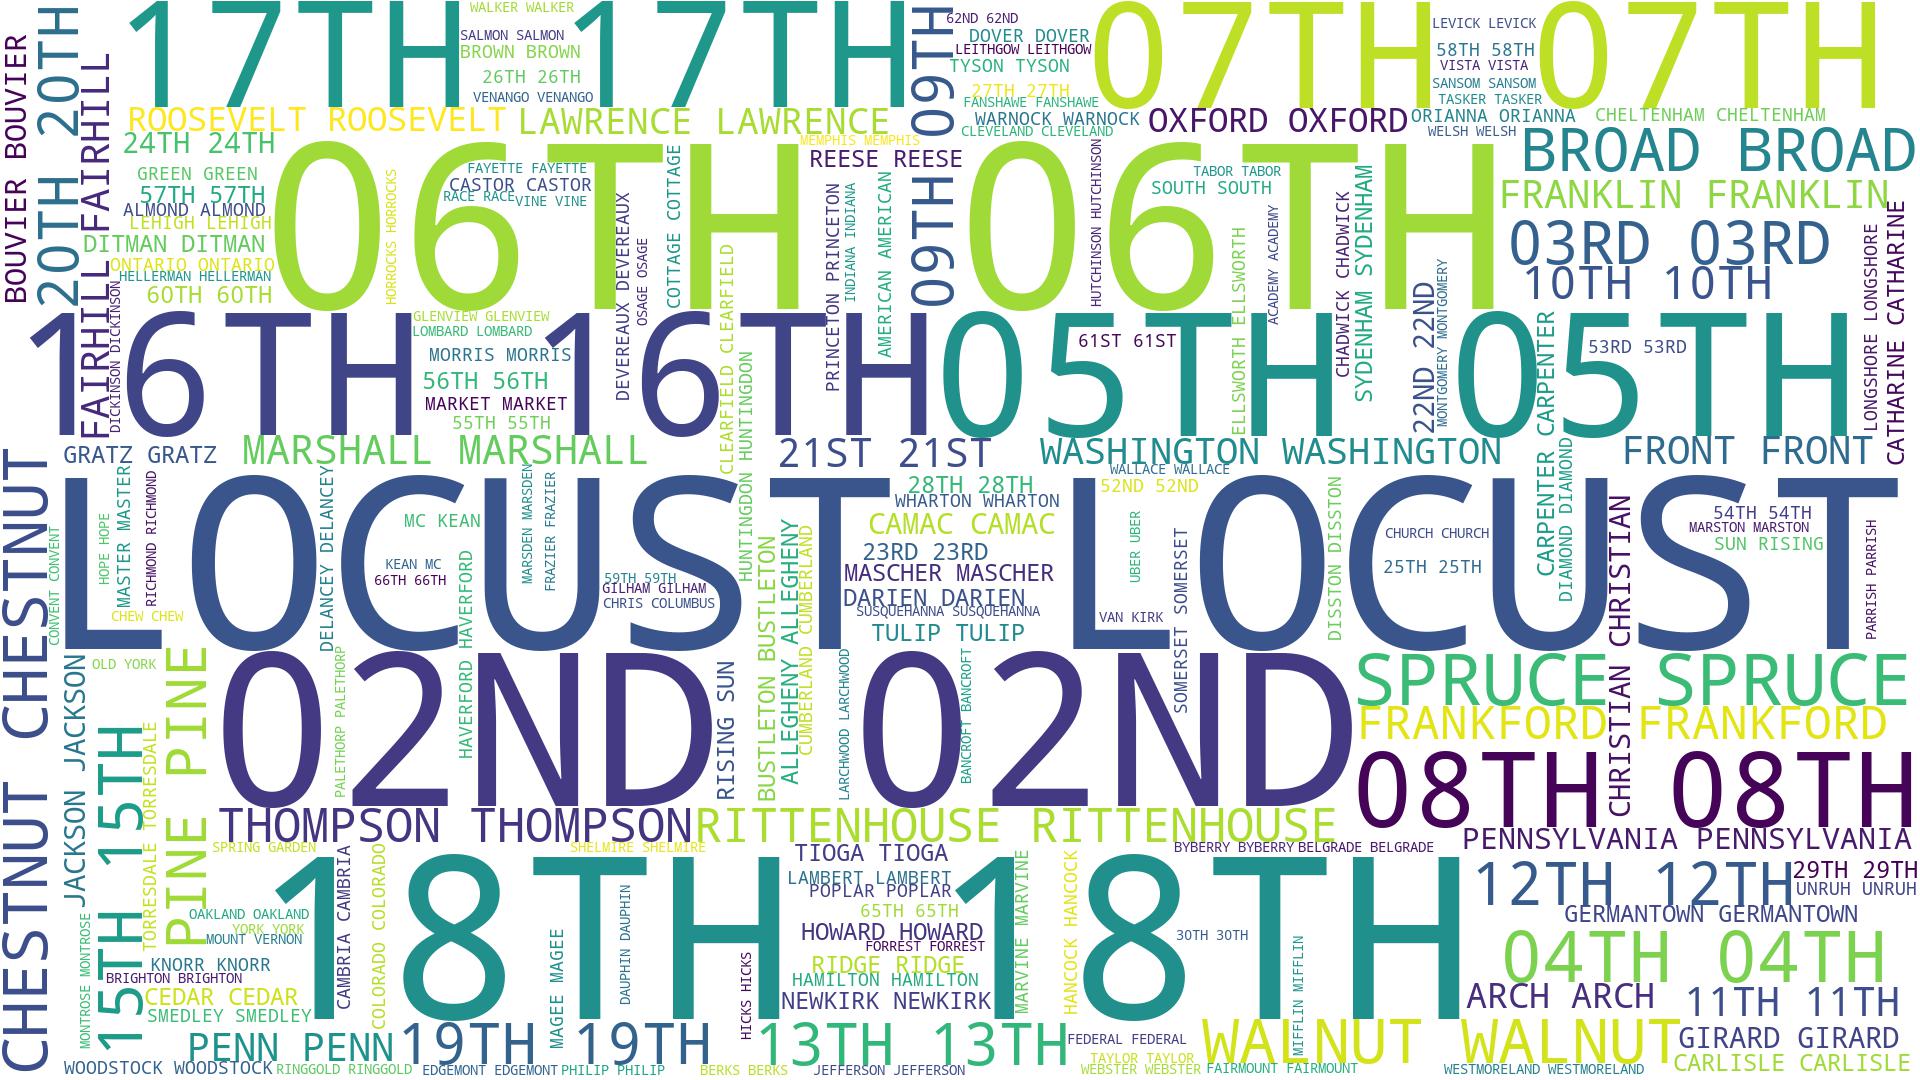 WALKER WALKER
17TH 17TH
SALMON SALMON
BROWN BROWN
26TH 26TH
VENANGO VENANGO
62ND 62ND
DOVER DOVER
LEITHGOW LEITHGOW
TYSON TYSON
27TH 27TH
FANSHAWE FANSHAWE
WARNOCK WARNOCK
CLEVELAND CLEVELAND
07TH 07TH
LEVICK LEVICK
58TH 58TH
VISTA VISTA
SANSOM SANSOM
TASKER TASKER
ORIANNA ORIANNA
WELSH WELSH
CHELTENHAM CHELTENHAM
BOUVIER BOUVIER
20TH 20TH
FAIRHILL FAIRHILL
09TH 09TH
ROOSEVELT ROOSEVELT
LAWRENCE LAWRENCE
MEMPHIS MEMPHIS
REESE REESE
OXFORD OXFORD
BROAD BROAD
24TH 24TH
GREEN GREEN
57TH 57TH
ALMOND ALMOND
LEHIGH LEHIGH
DITMAN DITMAN
ONTARIO ONTARIO
HELLERMAN HELLERMAN
60TH 60TH
DICKINSON DICKINSON
06TH 06TH
HORROCKS HORROCKS
FAYETTE FAYETTE
CASTOR CASTOR
RACE RACE
VINE VINE
DEVEREAUX DEVEREAUX
OSAGE OSAGE
COTTAGE COTTAGE
CLEARFIELD CLEARFIELD
HUNTINGDON HUNTINGDON
PRINCETON PRINCETON
INDIANA INDIANA
AMERICAN AMERICAN
HUTCHINSON HUTCHINSON
TABOR TABOR
SOUTH SOUTH
ELLSWORTH ELLSWORTH
ACADEMY ACADEMY
CHADWICK CHADWICK
SYDENHAM SYDENHAM
22ND 22ND
MONTGOMERY MONTGOMERY
FRANKLIN FRANKLIN
03RD 03RD
10TH 10TH
LONGSHORE LONGSHORE
CATHARINE CATHARINE
GLENVIEW GLENVIEW
LOMBARD LOMBARD
16TH 16TH
MORRIS MORRIS
56TH 56TH
MARKET MARKET
55TH 55TH
05TH 05TH
61ST 61ST
53RD 53RD
CARPENTER CARPENTER
GRATZ GRATZ
MARSHALL MARSHALL
21ST 21ST
WASHINGTON WASHINGTON
FRONT FRONT
WALLACE WALLACE
CHESTNUT CHESTNUT
LOCUST LOCUST
CONVENT CONVENT
HOPE HOPE
MASTER MASTER
RICHMOND RICHMOND
CHEW CHEW
DELANCEY DELANCEY
MC KEAN
KEAN MC
66TH 66TH
HAVERFORD HAVERFORD
MARSDEN MARSDEN
FRAZIER FRAZIER
59TH 59TH
GILHAM GILHAM
CHRIS COLUMBUS
28TH 28TH
WHARTON WHARTON
CAMAC CAMAC
23RD 23RD
MASCHER MASCHER
DARIEN DARIEN
SUSQUEHANNA SUSQUEHANNA
TULIP TULIP
52ND 52ND
UBER UBER
VAN KIRK
SOMERSET SOMERSET
DISSTON DISSTON
CHURCH CHURCH
25TH 25TH
DIAMOND DIAMOND
CHRISTIAN CHRISTIAN
54TH 54TH
MARSTON MARSTON
SUN RISING
PARRISH PARRISH
OLD YORK
JACKSON JACKSON
15TH 15TH
TORRESDALE TORRESDALE
PINE PINE
02ND 02ND
PALETHORP PALETHORP
RISING SUN
BUSTLETON BUSTLETON
ALLEGHENY ALLEGHENY
CUMBERLAND CUMBERLAND
LARCHWOOD LARCHWOOD
BANCROFT BANCROFT
SPRUCE SPRUCE
FRANKFORD FRANKFORD
08TH 08TH
THOMPSON THOMPSON
RITTENHOUSE RITTENHOUSE
PENNSYLVANIA PENNSYLVANIA
SPRING GARDEN
SHELMIRE SHELMIRE
TIOGA TIOGA
BYBERRY BYBERRY
BELGRADE BELGRADE
18TH 18TH
CAMBRIA CAMBRIA
COLORADO COLORADO
LAMBERT LAMBERT
POPLAR POPLAR
65TH 65TH
HOWARD HOWARD
FORREST FORREST
RIDGE RIDGE
HAMILTON HAMILTON
NEWKIRK NEWKIRK
MARVINE MARVINE
HANCOCK HANCOCK
30TH 30TH
MIFFLIN MIFFLIN
12TH 12TH
29TH 29TH
UNRUH UNRUH
GERMANTOWN GERMANTOWN
04TH 04TH
ARCH ARCH
11TH 11TH
OAKLAND OAKLAND
YORK YORK
MOUNT VERNON
KNORR KNORR
BRIGHTON BRIGHTON
CEDAR CEDAR
SMEDLEY SMEDLEY
MONTROSE MONTROSE
MAGEE MAGEE
DAUPHIN DAUPHIN
HICKS HICKS
PENN PENN
19TH 19TH
13TH 13TH
FEDERAL FEDERAL
WALNUT WALNUT
GIRARD GIRARD
TAYLOR TAYLOR
WOODSTOCK WOODSTOCK
RINGGOLD RINGGOLD
EDGEMONT EDGEMONT
PHILIP PHILIP
BERKS BERKS
JEFFERSON JEFFERSON
WEBSTER WEBSTER
FAIRMOUNT FAIRMOUNT
WESTMORELAND WESTMORELAND
CARLISLE CARLISLE